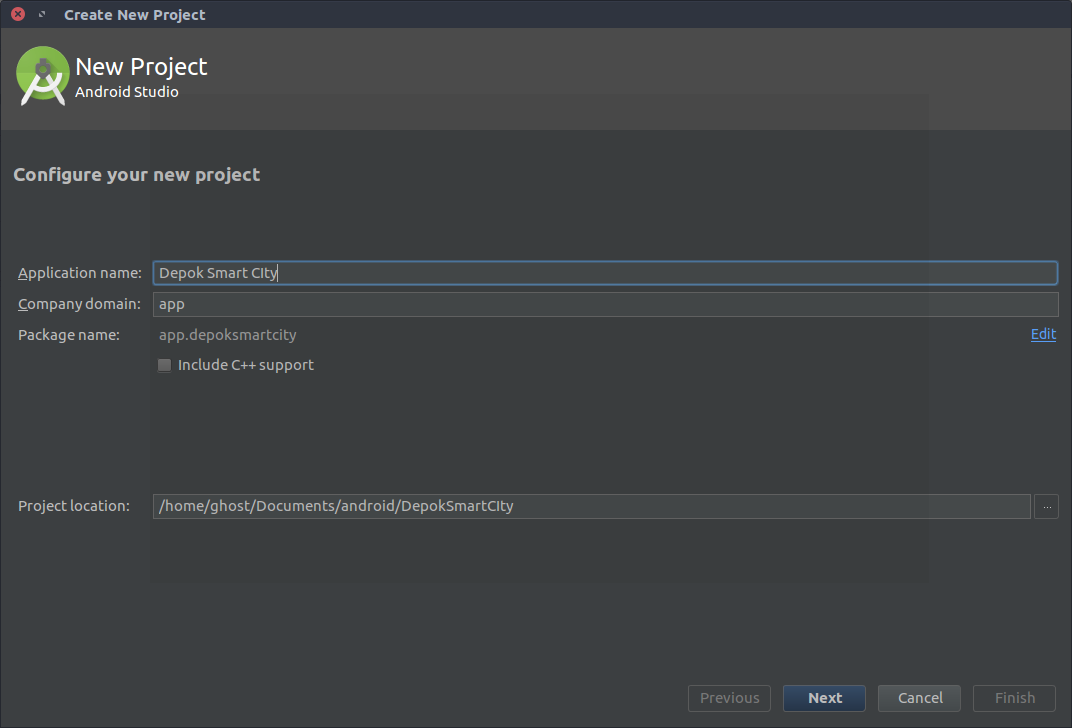 Create New Project
New Project
Android Studio
Configure your new project
Application name: Depok Smart CIty
Company domain: app
Package name: app.depoksmartcity Edit
Include C++ support
Project location: /home/ghost/Documents/android/DepokSmartCIty ...
Previous Next Cancel Finish